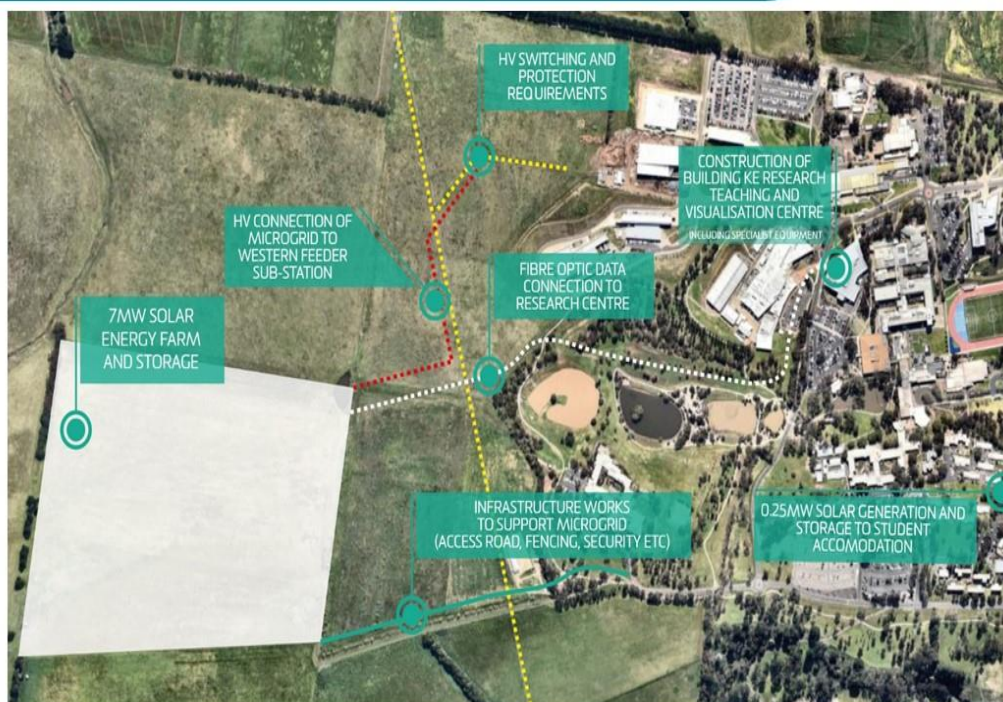 HV SWITCHING AND
PROTECTION
REQUIREMENTS
CONSTRUCTION OF
BUILDING KE RESEARCH
TEACHING AND
VISUALISATION CENTRE
INCLUDING SPECIALIST EQUIPMENT
HV CONNECTION OF
MICROGRID TO
WESTERN FEEDER
SUB-STATION
FIBRE OPTIC DATA
CONNECTION TO
RESEARCH CENTRE
7MW SOLAR
ENERGY FARM
AND STORAGE
INFRASTRUCTURE WORKS
TO SUPPORT MICROGRID
(ACCESS ROAD, FENCING, SECURITY ETC)
0.25MW SOLAR GENERATION AND
STORAGE TO STUDENT
ACCOMODATION